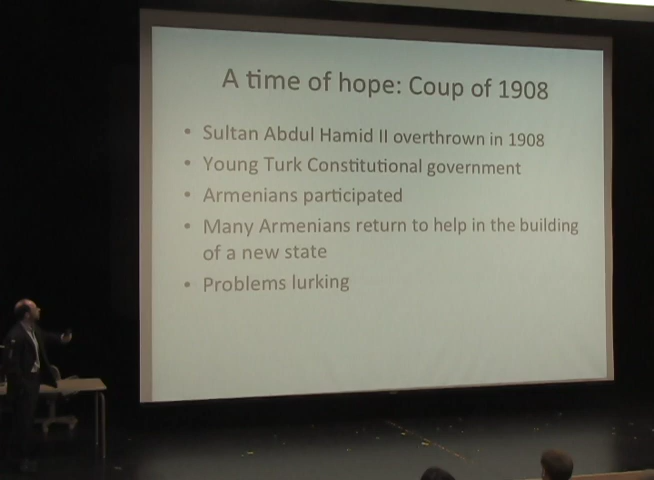 A time of hope: Coup of 1908
• Sultan Abdul Hamid II overthrown in 1908
• Young Turk Constitutional government
• Armenians participated
• Many Armenians return to help in the building
of a new state
• Problems lurking